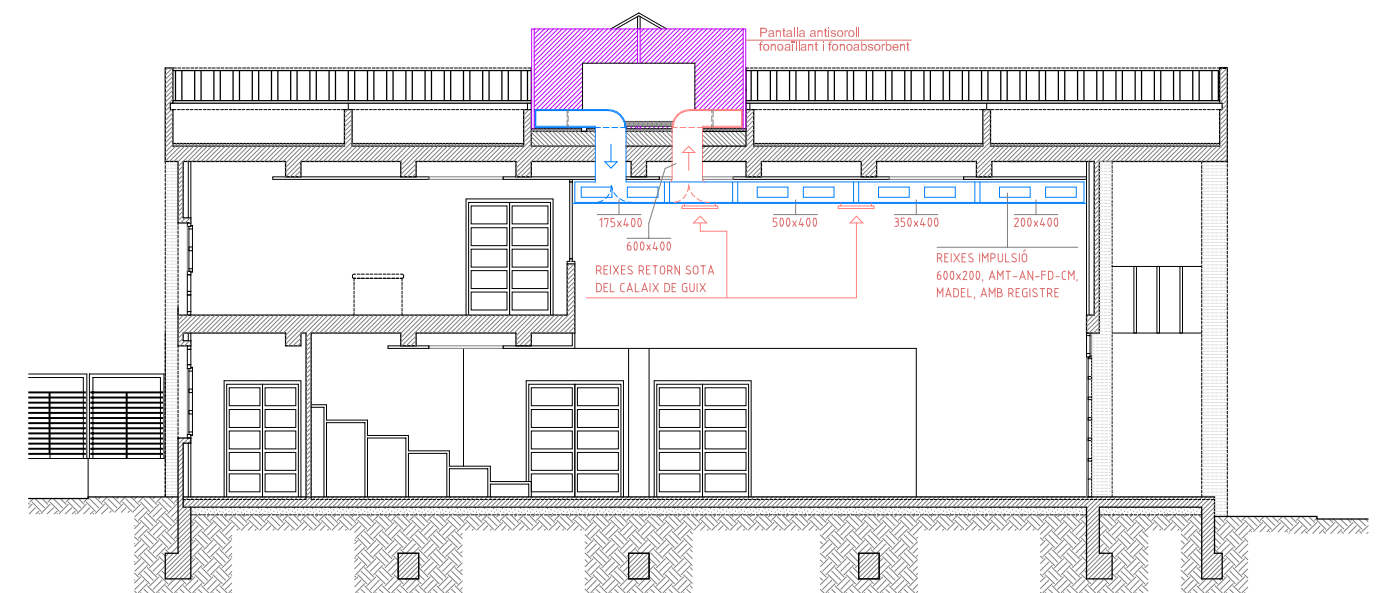 Pantalla antisoroll
fonoaïllant i fonoabsorbent
175x400
600x400
500x400
350x400
200x400
REIXES RETORN SOTA
DEL CALAIX DE GUIX
REIXES IMPULSIÓ
600x200, AMT-AN-FD-CM,
MADEL, AMB REGISTRE